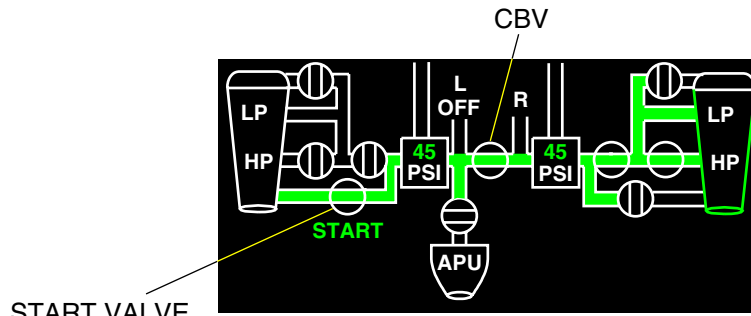 CBV
L
OFF
R
LP
HP
45
PSI
45
PSI
LP
HP
START
APU
START VALVE